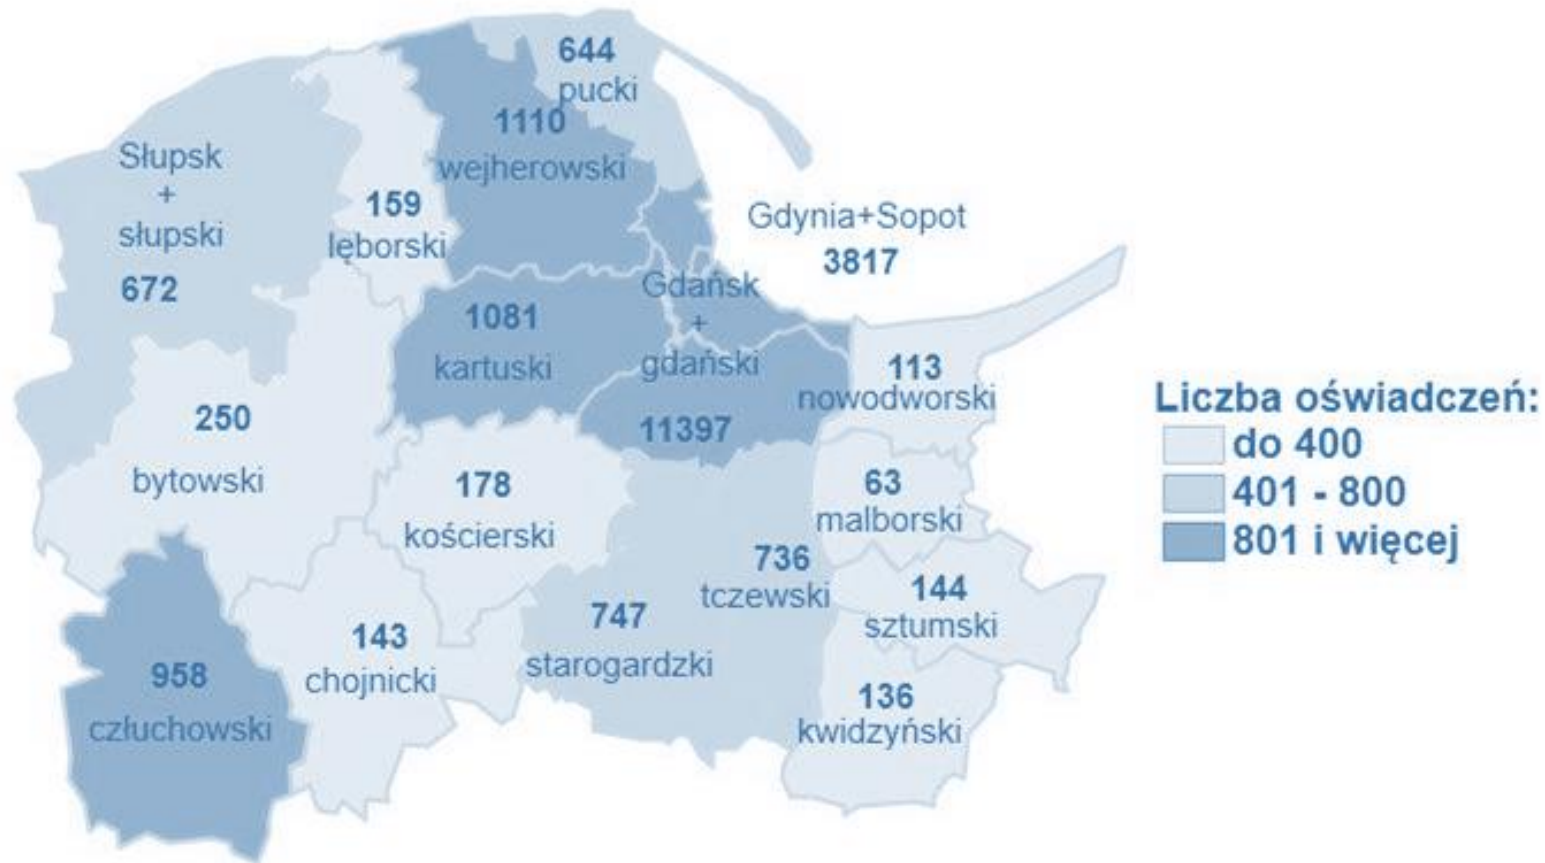 644
pucki
1110
wejherowski
Słupsk
+
słupski
672
159
lęborski
Gdynia+Sopot
3817
Gdańsk
+
gdański
11397
1081
kartuski
113
nowodworski
250
bytowski
178
kościerski
63
malborski
736
tczewski
144
sztumski
747
starogardzki
143
chojnicki
958
człuchowski
136
kwidzyński
Liczba oświadczeń:
do 400
401 - 800
801 i więcej